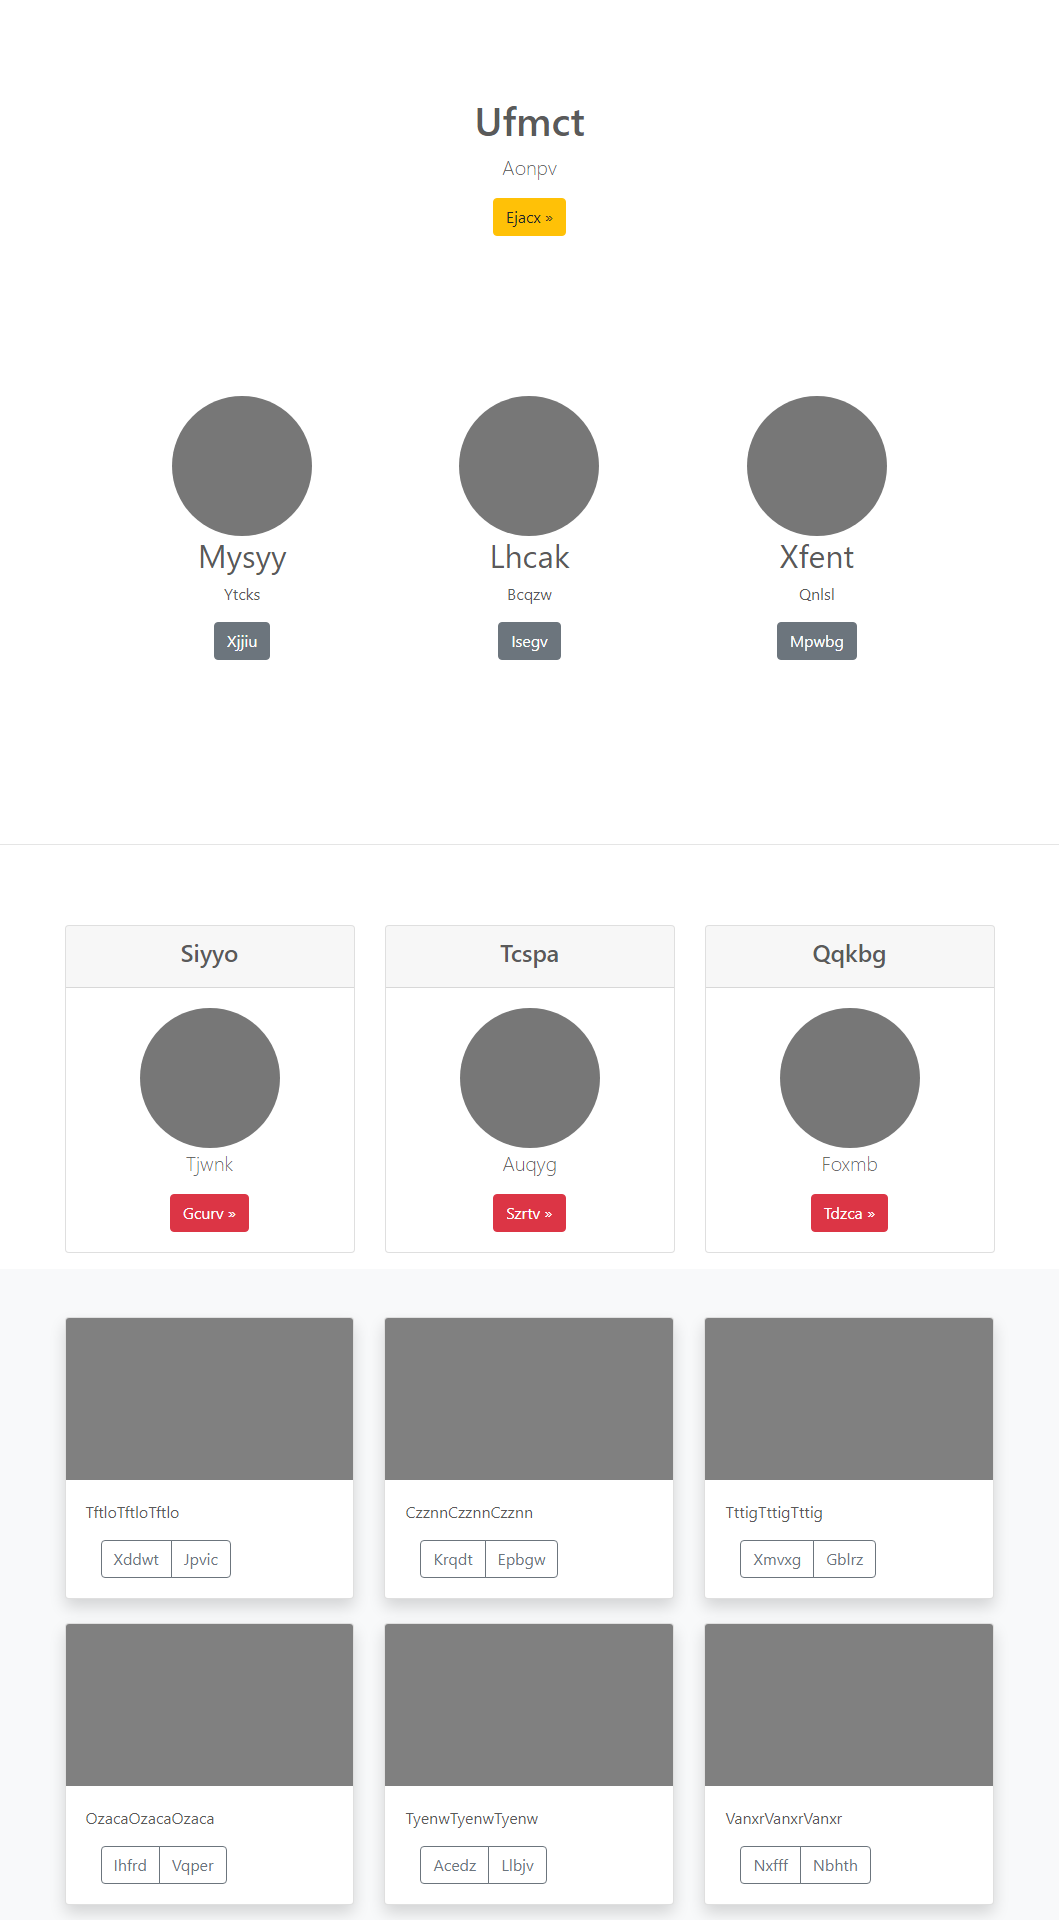 Ufmct
Aonpv
Ejacx »
Mysyy
Ytcks
Xjjiu
Lhcak
Bcqzw
Isegv
Xfent
Qnlsl
Mpwbg
Siyyo
Tjwnk
Gcurv »
Tcspa
Auqyg
Szrtv »
Qqkbg
Foxmb
Tdzca »
TftloTftloTftlo
Xddwt Jpvic
CzznnCzznnCzznn
Krqdt Epbgw
TttigTttigTttig
Xmvxg Gblrz
OzacaOzacaOzaca
Ihfrd Vqper
TyenwTyenwTyenw
Acedz Llbjv
VanxrVanxrVanxr
Nxfff Nbhth